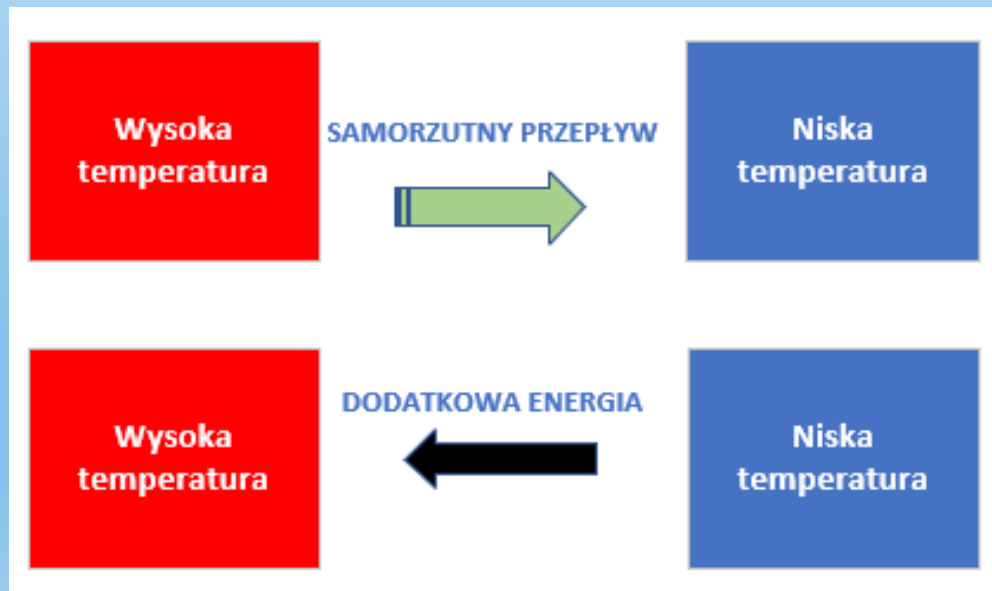 Wysoka
temperatura
SAMORZUTNY PRZEPŁYW
Niska
temperatura
Wysoka
temperatura
DODATKOWA ENERGIA
Niska
temperatura